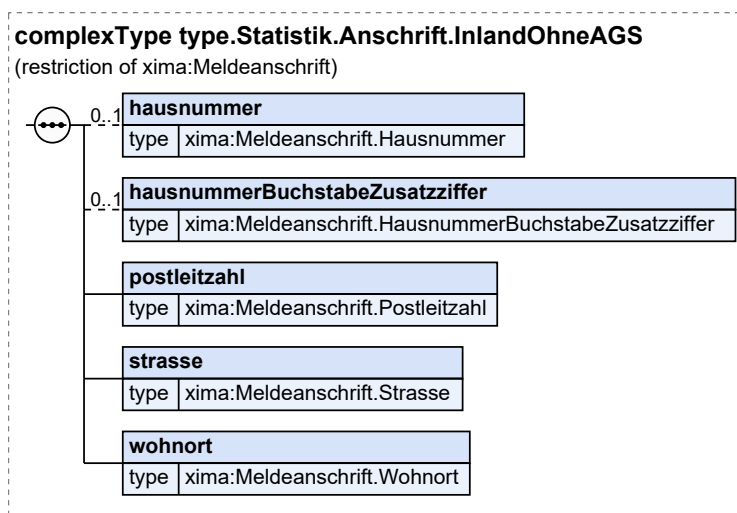 complexType type.Statistik.Anschrift.InlandOhneAGS
(restriction of xima:Meldeanschrift)
0..1 hausnummer
type xima:Meldeanschrift.Hausnummer
0..1 hausnummerBuchstabeZusatzziffer
type xima:Meldeanschrift.HausnummerBuchstabeZusatzziffer
postleitzahl
type xima:Meldeanschrift.Postleitzahl
strasse
type xima:Meldeanschrift.Strasse
wohnort
type xima:Meldeanschrift.Wohnort